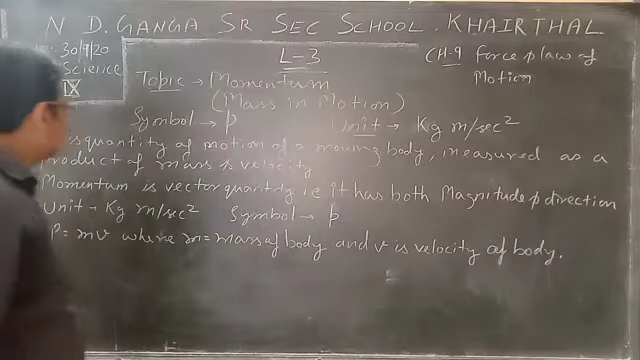 N D. GANGA SR SEC SCHOOL. KHAIRTHAL
30/9/20
Science
IX
L-3
CH-9 Force & law of
Motion
Topic → Momentum
(Mass in Motion)
Symbol → p
Unit → Kg m/sec²
is quantity of motion of a moving body, measured as a
product of mass & velocity
Momentum is vector quantity i.e it has both Magnitude & direction
Unit → Kg m/sec² Symbol → p
P = mv where m = mass of body and v is velocity of body.